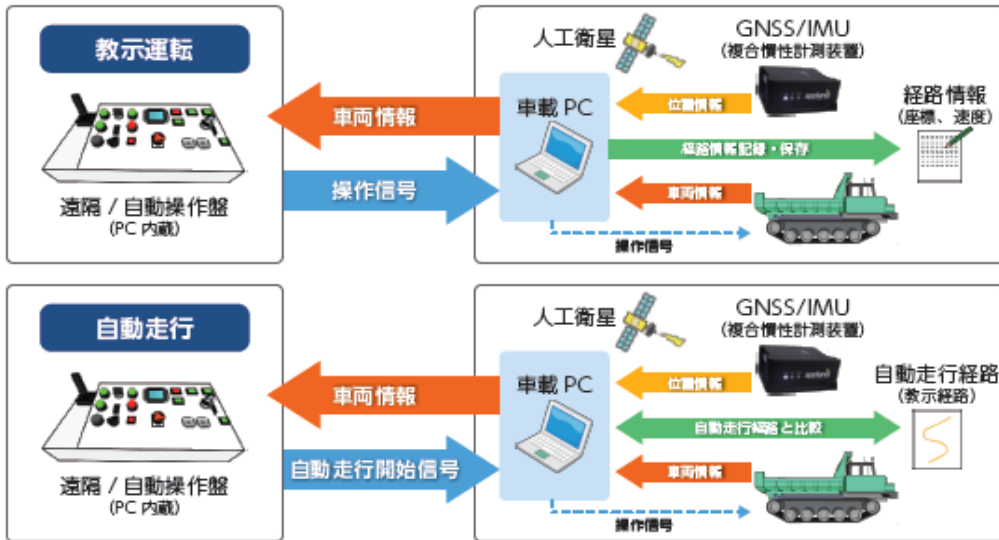 教示運転
遠隔 / 自動操作盤
(PC 内蔵)
車両情報
操作信号
人工衛星
GNSS/IMU
(複合慣性計測装置)
車載 PC
位置情報
経路情報記録・保存
車両情報
操作信号
経路情報
(座標、速度)
自動走行
遠隔 / 自動操作盤
(PC 内蔵)
車両情報
自動走行開始信号
人工衛星
GNSS/IMU
(複合慣性計測装置)
車載 PC
位置情報
自動走行経路と比較
車両情報
操作信号
自動走行経路
(教示経路)